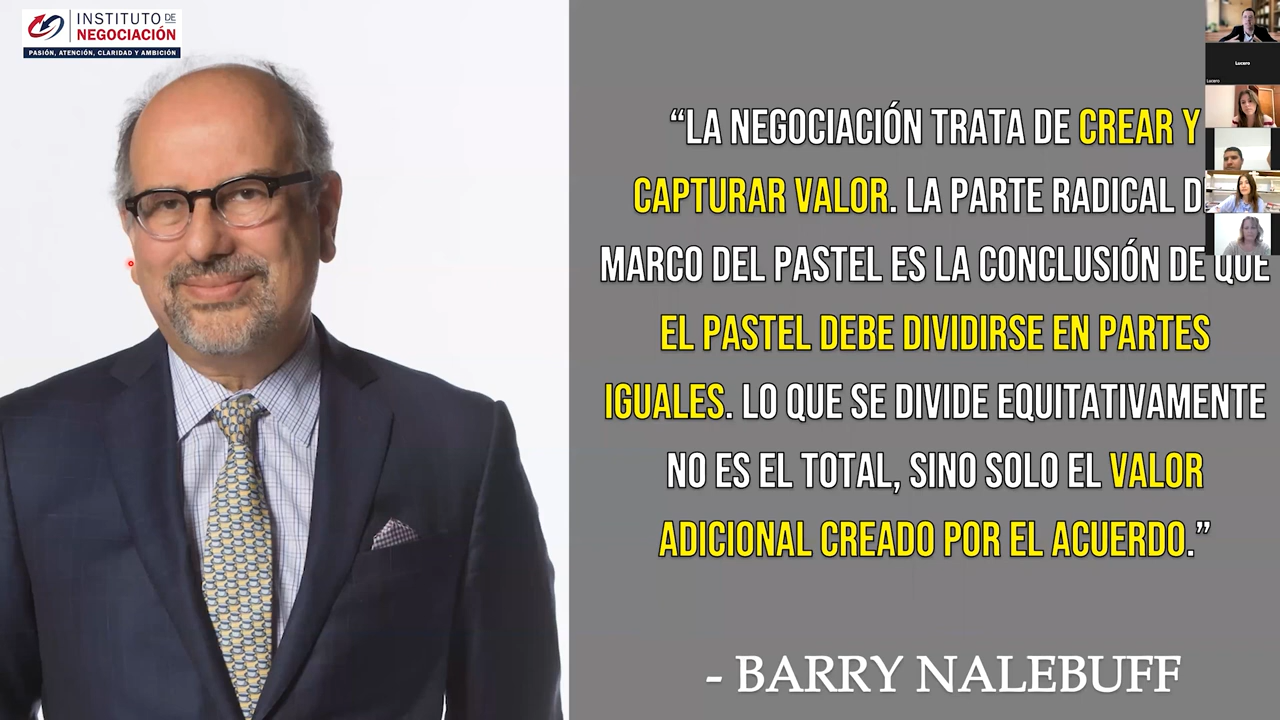 INSTITUTO DE
NEGOCIACIÓN
PASIÓN, ATENCIÓN, CLARIDAD Y AMBICIÓN
Lucero
Lucero
“LA NEGOCIACIÓN TRATA DE CREAR Y
CAPTURAR VALOR. LA PARTE RADICAL
MARCO DEL PASTEL ES LA CONCLUSIÓN DE QUE
EL PASTEL DEBE DIVIDIRSE EN PARTES
IGUALES. LO QUE SE DIVIDE EQUITATIVAMENTE
NO ES EL TOTAL, SINO SOLO EL VALOR
ADICIONAL CREADO POR EL ACUERDO.”
- BARRY NALEBUFF